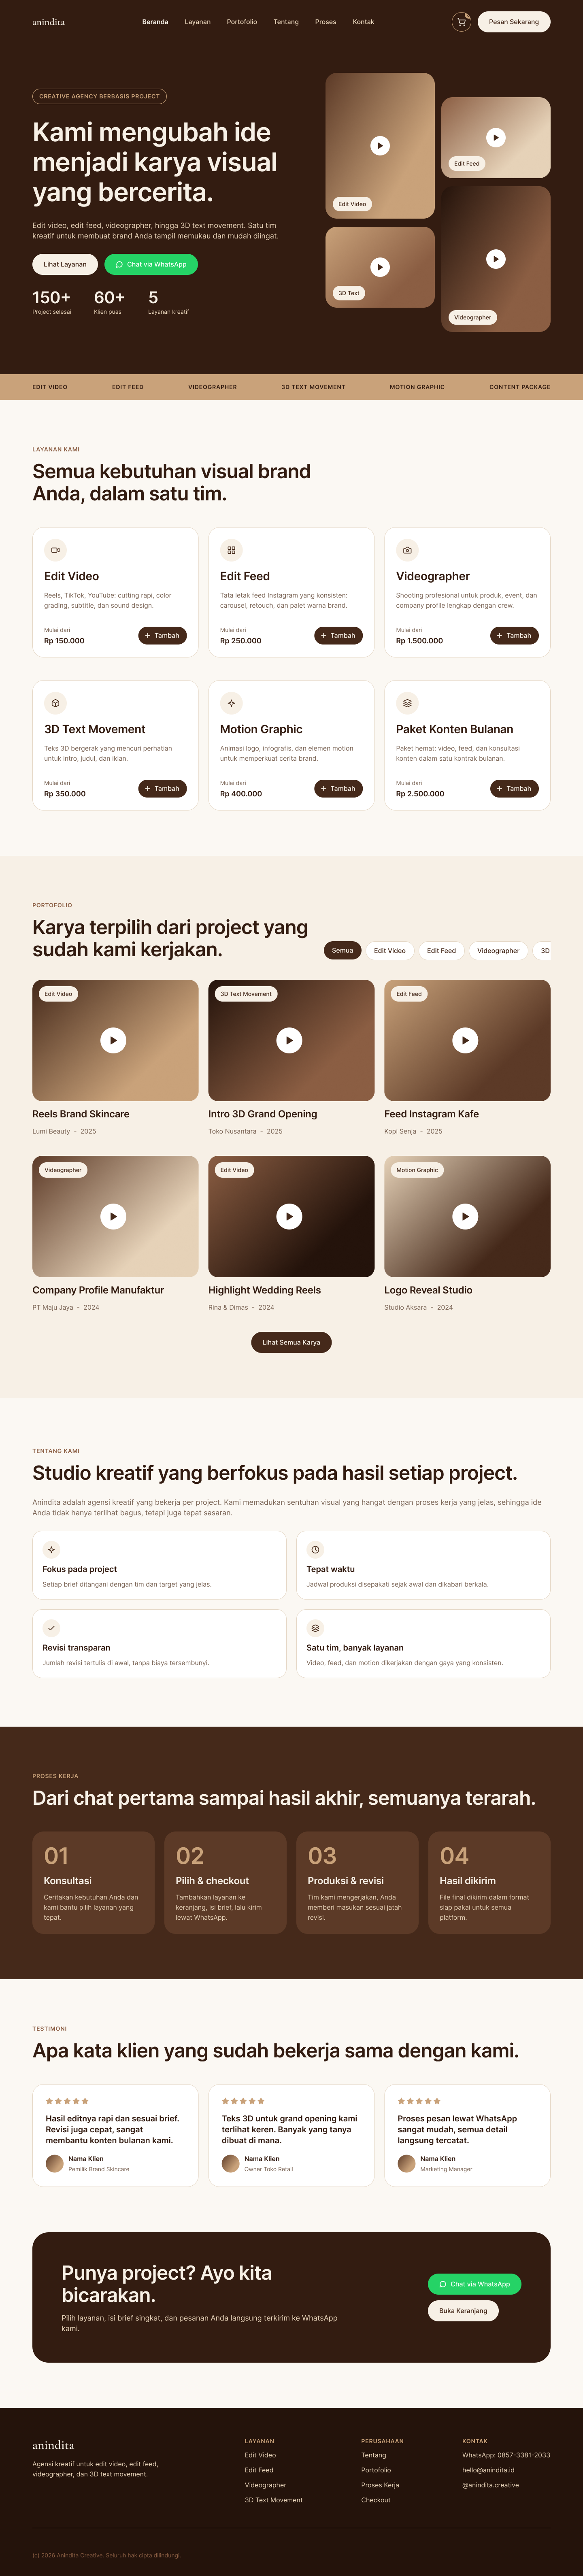 anindita
Beranda Layanan Portofolio Tentang Proses Kontak
Pesan Sekarang
CREATIVE AGENCY BERBASIS PROJECT
Kami mengubah ide
menjadi karya visual
yang bercerita.
Edit video, edit feed, videographer, hingga 3D text movement. Satu tim
kreatif untuk membuat brand Anda tampil memukau dan mudah diingat.
Lihat Layanan
Chat via WhatsApp
150+ 60+ 5
Project selesai Klien puas Layanan kreatif
Edit Video
Edit Feed
3D Text
Videographer
EDIT VIDEO EDIT FEED VIDEOGRAPHER 3D TEXT MOVEMENT MOTION GRAPHIC CONTENT PACKAGE
LAYANAN KAMI
Semua kebutuhan visual brand
Anda, dalam satu tim.
Edit Video
Reels, TikTok, YouTube: cutting rapi, color
grading, subtitle, dan sound design.
Mulai dari
Rp 150.000
Tambah
Edit Feed
Tata letak feed Instagram yang konsisten:
carousel, retouch, dan palet warna brand.
Mulai dari
Rp 250.000
Tambah
Videographer
Shooting profesional untuk produk, event, dan
company profile lengkap dengan crew.
Mulai dari
Rp 1.500.000
Tambah
3D Text Movement
Teks 3D bergerak yang mencuri perhatian
untuk intro, judul, dan iklan.
Mulai dari
Rp 350.000
Tambah
Motion Graphic
Animasi logo, infografis, dan elemen motion
untuk memperkuat cerita brand.
Mulai dari
Rp 400.000
Tambah
Paket Konten Bulanan
Paket hemat: video, feed, dan konsultasi
konten dalam satu kontrak bulanan.
Mulai dari
Rp 2.500.000
Tambah
PORTOFOLIO
Karya terpilih dari project yang
sudah kami kerjakan.
Semua Edit Video Edit Feed Videographer 3D
Edit Video
Reels Brand Skincare
Lumi Beauty - 2025
3D Text Movement
Intro 3D Grand Opening
Toko Nusantara - 2025
Edit Feed
Feed Instagram Kafe
Kopi Senja - 2025
Videographer
Company Profile Manufaktur
PT Maju Jaya - 2024
Edit Video
Highlight Wedding Reels
Rina & Dimas - 2024
Motion Graphic
Logo Reveal Studio
Studio Aksara - 2024
Lihat Semua Karya
TENTANG KAMI
Studio kreatif yang berfokus pada hasil setiap project.
Anindita adalah agensi kreatif yang bekerja per project. Kami memadukan sentuhan visual yang hangat dengan proses kerja yang jelas, sehingga ide
Anda tidak hanya terlihat bagus, tetapi juga tepat sasaran.
Fokus pada project
Setiap brief ditangani dengan tim dan target yang jelas.
Tepat waktu
Jadwal produksi disepakati sejak awal dan dikabari berkala.
Revisi transparan
Jumlah revisi tertulis di awal, tanpa biaya tersembunyi.
Satu tim, banyak layanan
Video, feed, dan motion dikerjakan dengan gaya yang konsisten.
PROSES KERJA
Dari chat pertama sampai hasil akhir, semuanya terarah.
01
Konsultasi
Ceritakan kebutuhan Anda dan
kami bantu pilih layanan yang
tepat.
02
Pilih & checkout
Tambahkan layanan ke
keranjang, isi brief, lalu kirim
lewat WhatsApp.
03
Produksi & revisi
Tim kami mengerjakan, Anda
memberi masukan sesuai jatah
revisi.
04
Hasil dikirim
File final dikirim dalam format
siap pakai untuk semua
platform.
TESTIMONI
Apa kata klien yang sudah bekerja sama dengan kami.
Hasil editnya rapi dan sesuai brief.
Revisi juga cepat, sangat
membantu konten bulanan kami.
Nama Klien
Pemilik Brand Skincare
Teks 3D untuk grand opening kami
terlihat keren. Banyak yang tanya
dibuat di mana.
Nama Klien
Owner Toko Retail
Proses pesan lewat WhatsApp
sangat mudah, semua detail
langsung tercatat.
Nama Klien
Marketing Manager
Punya project? Ayo kita
bicarakan.
Pilih layanan, isi brief singkat, dan pesanan Anda langsung terkirim ke WhatsApp
kami.
Chat via WhatsApp
Buka Keranjang
anindita
Agensi kreatif untuk edit video, edit feed,
videographer, dan 3D text movement.
LAYANAN
Edit Video
Edit Feed
Videographer
3D Text Movement
PERUSAHAAN
Tentang
Portofolio
Proses Kerja
Checkout
KONTAK
WhatsApp: 0857-3381-2033
hello@anindita.id
@anindita.creative
(c) 2026 Anindita Creative. Seluruh hak cipta dilindungi.